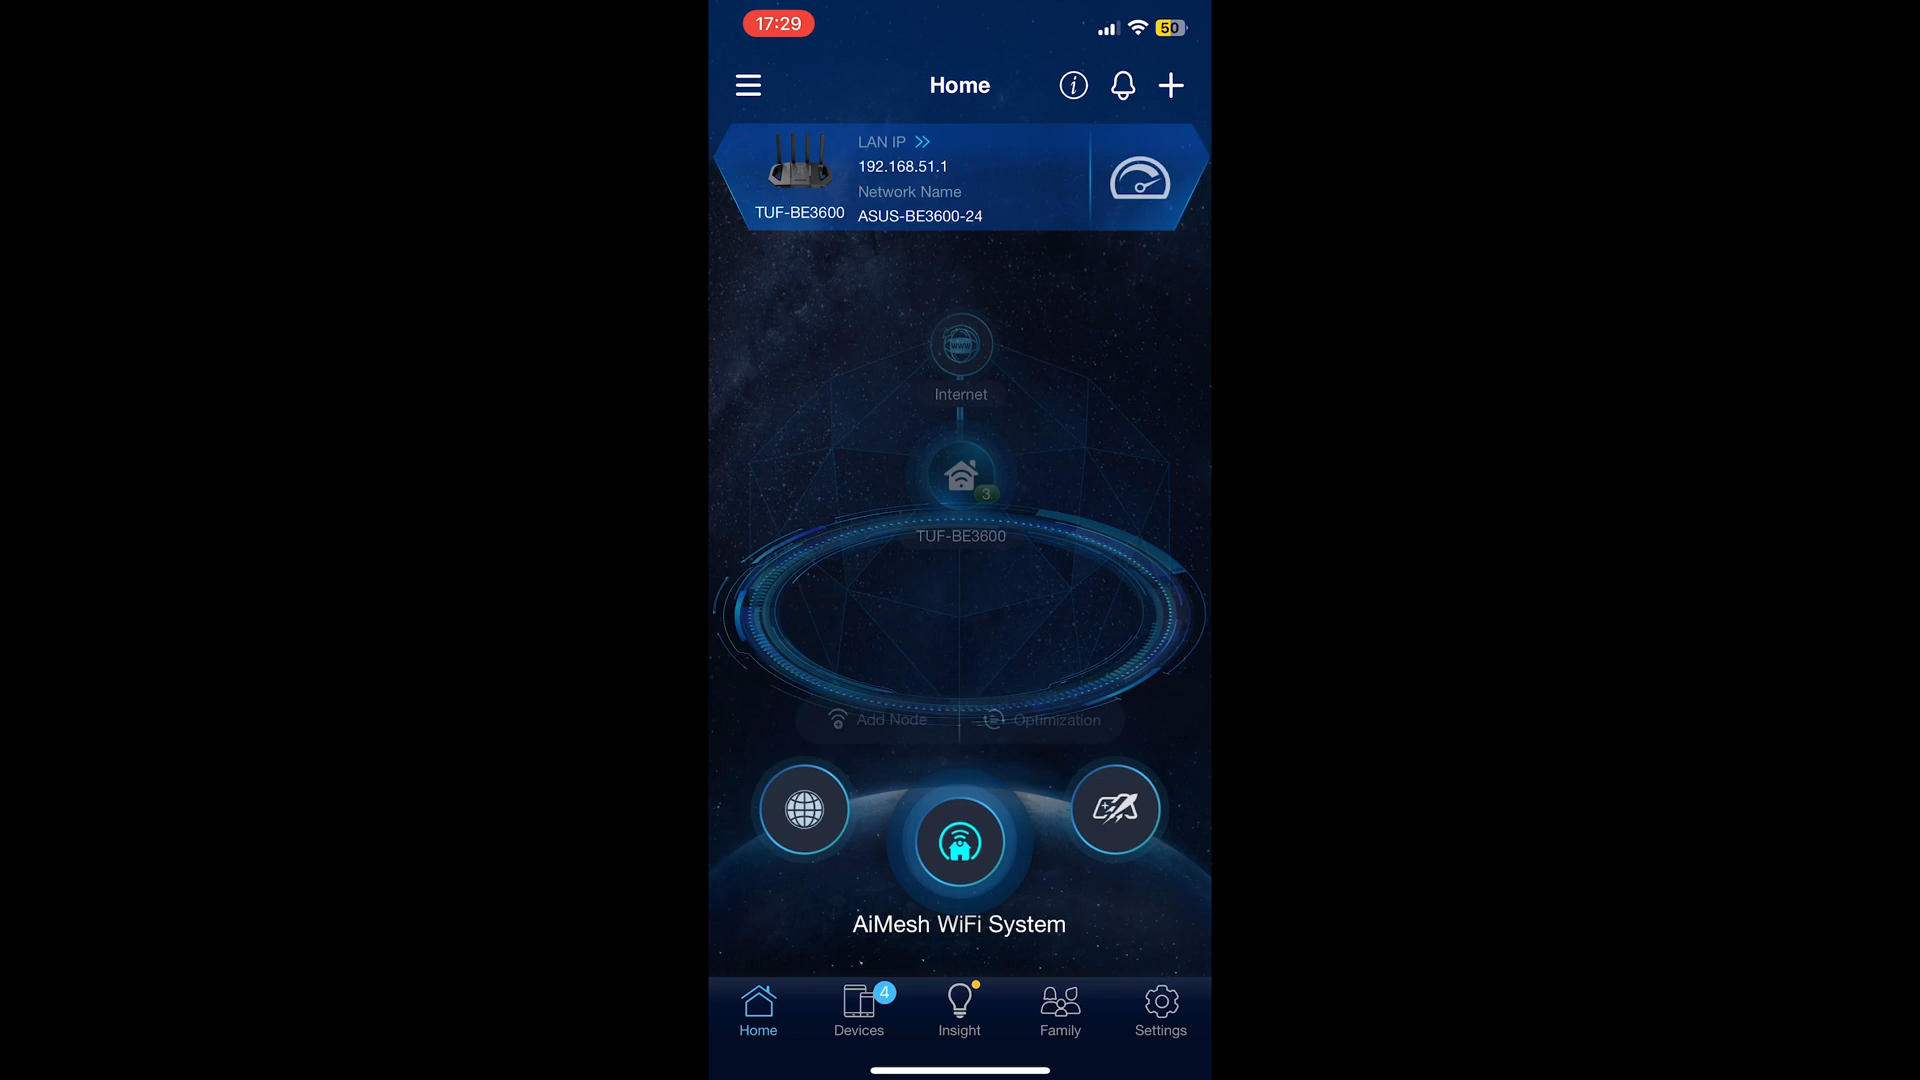 17:29
50
Home
LAN IP
192.168.51.1
Network Name
TUF-BE3600
ASUS-BE3600-24
WWW
Internet
3
TUF-BE3600
Add Node
Optimization
AiMesh WiFi System
4
Home
Devices
Insight
Family
Settings